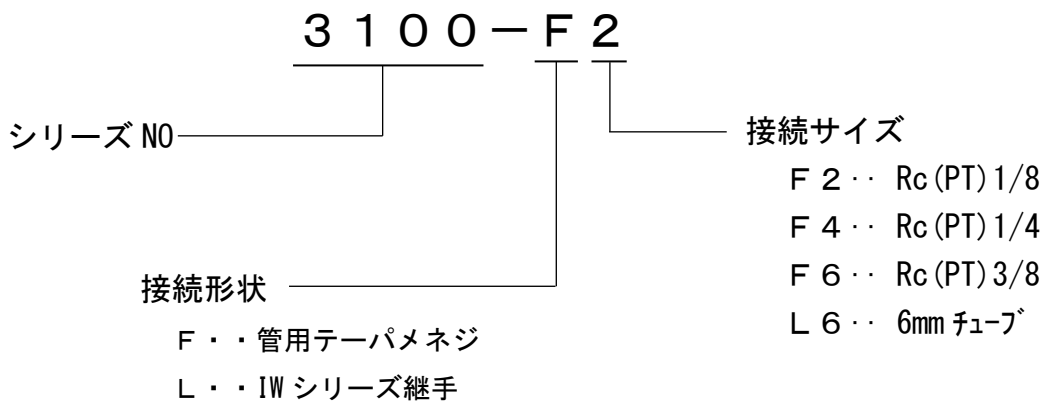 ３１００－Ｆ２
シリーズ NO
接続サイズ
Ｆ２‥ Rc(PT)1/8
Ｆ４‥ Rc(PT)1/4
Ｆ６‥ Rc(PT)3/8
Ｌ６‥ 6mm ﾁｭｰﾌﾞ
接続形状
Ｆ・・管用テーパメネジ
Ｌ・・IW シリーズ継手